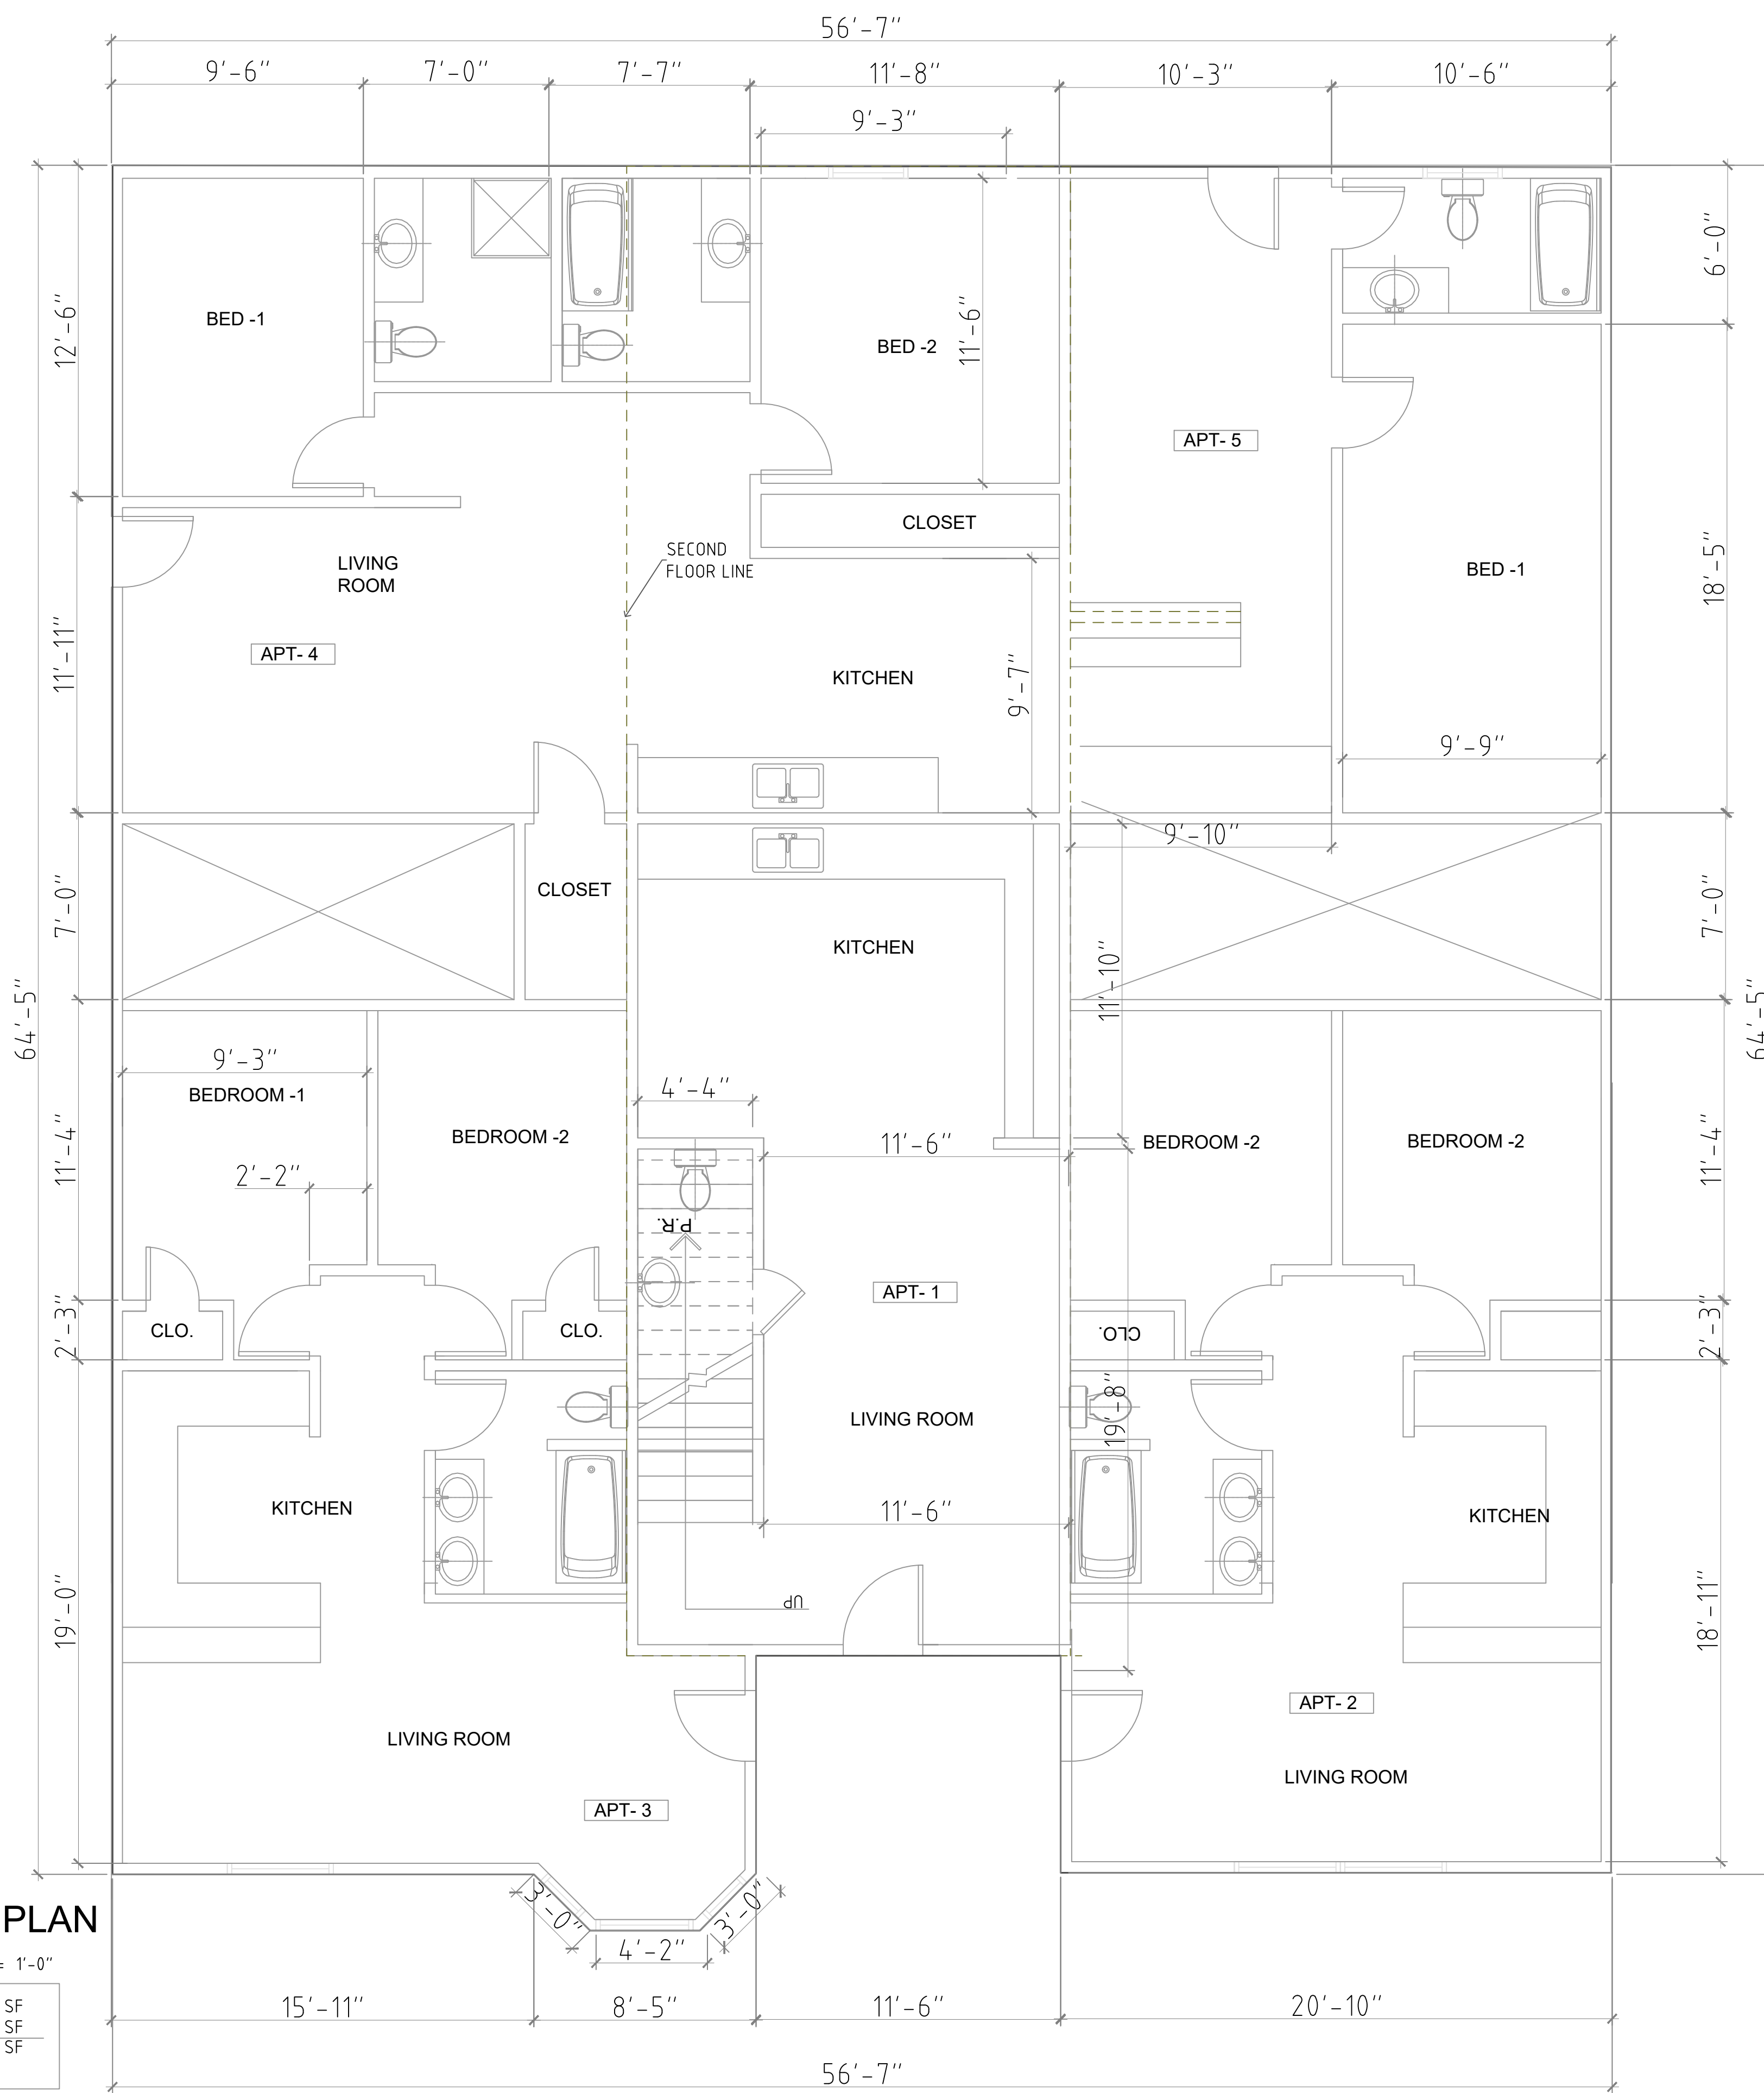 56'-7"
9'-6"
7'-0"
7'-7"
11'-8"
10'-3"
10'-6"
9'-3"
6'-0"
12'-6"
BED -1
BED -2
11'-6"
APT- 5
CLOSET
SECOND
FLOOR LINE
LIVING
ROOM
BED -1
18'-5"
11'-11"
APT- 4
KITCHEN
9'-7"
9'-9"
9'-10"
7'-0"
CLOSET
KITCHEN
7'-0"
11'-10"
64'-5"
64'-5"
9'-3"
BEDROOM -1
4'-4"
11'-4"
BEDROOM -2
11'-6"
BEDROOM -2
BEDROOM -2
11'-4"
2'-2"
P.R.
APT- 1
2'-3"
CLO.
CLO.
CLO.
2'-3"
19'-8"
LIVING ROOM
KITCHEN
11'-6"
KITCHEN
UP
19'-0"
18'-11"
APT- 2
LIVING ROOM
LIVING ROOM
APT- 3
3'-0"
3'-0"
4'-2"
PLAN
= 1'-0"
SF
SF
SF
15'-11"
8'-5"
11'-6"
20'-10"
56'-7"